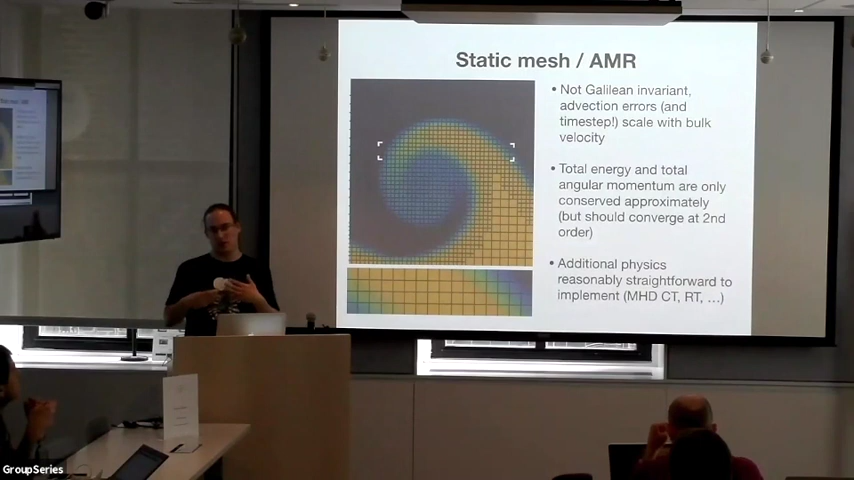 Static mesh / AMR
• Not Galilean invariant,
advection errors (and
timestep!) scale with bulk
velocity
• Total energy and total
angular momentum are only
conserved approximately
(but should converge at 2nd
order)
• Additional physics
reasonably straightforward to
implement (MHD CT, RT, ...)
GroupSeries